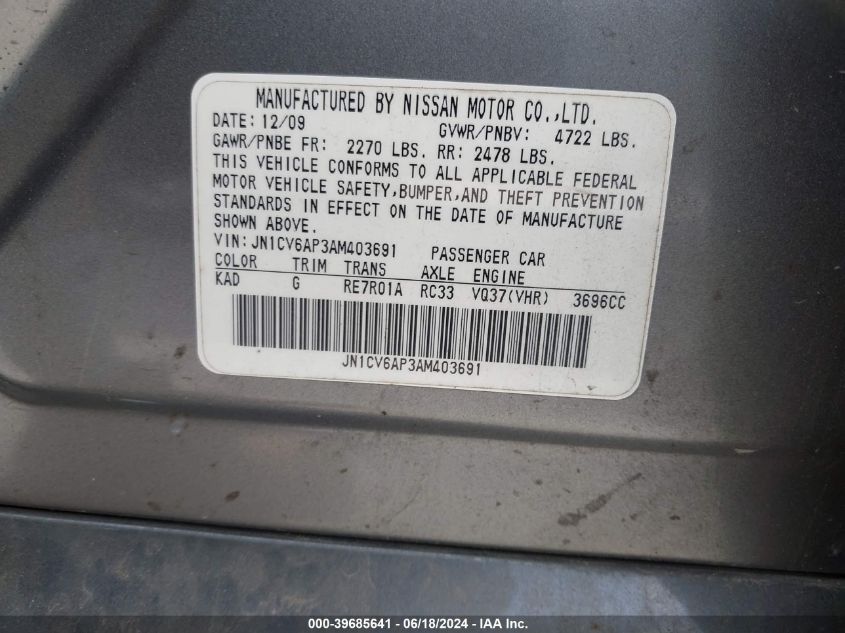 MANUFACTURED BY NISSAN MOTOR CO.,LTD.
DATE: 12/09 GVWR/PNBV: 4722 LBS.
GAWR/PNBE FR: 2270 LBS. RR: 2478 LBS.
THIS VEHICLE CONFORMS TO ALL APPLICABLE FEDERAL
MOTOR VEHICLE SAFETY,BUMPER,AND THEFT PREVENTION
STANDARDS IN EFFECT ON THE DATE OF MANUFACTURE
SHOWN ABOVE.
VIN:JN1CV6AP3AM403691 PASSENGER CAR
COLOR TRIM TRANS AXLE ENGINE
KAD G RE7R01A RC33 VQ37(VHR) 3696CC
JN1CV6AP3AM403691
000-39685641 - 06/18/2024 - IAAI Inc.